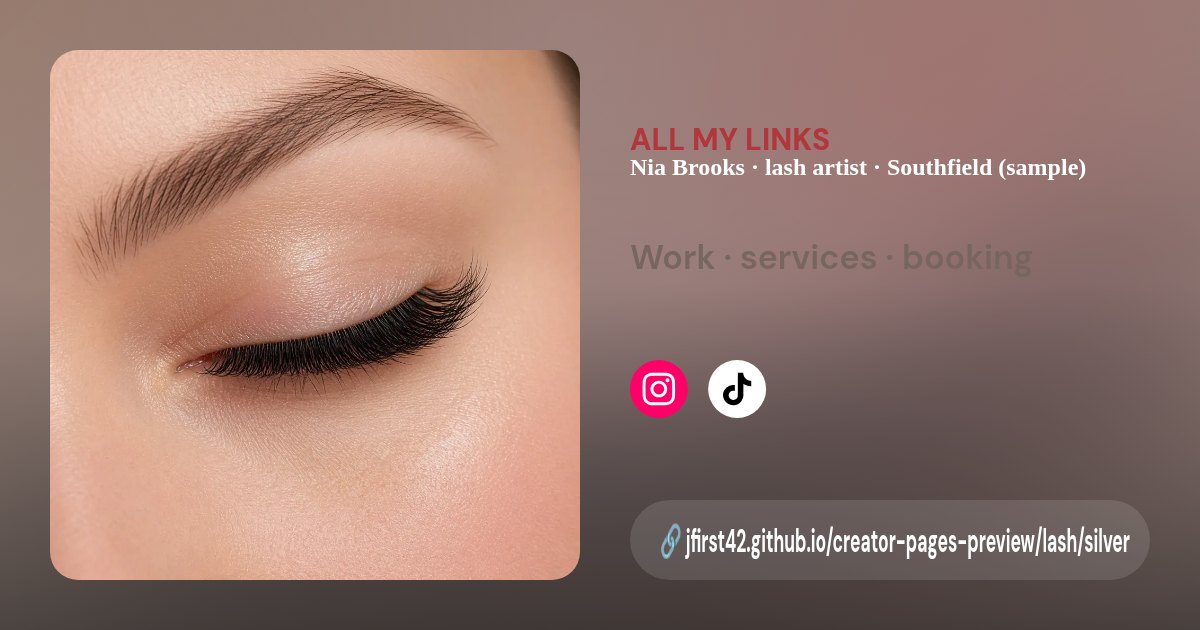 ALL MY LINKS
Nia Brooks · lash artist · Southfield (sample)
Work · services · booking
jfirst42.github.io/creator-pages-preview/lash/silver